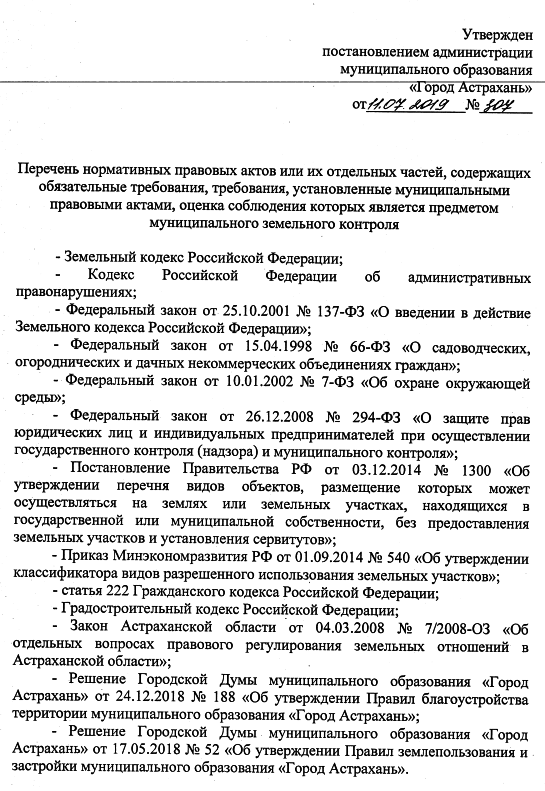 Утвержден
постановлением администрации
муниципального образования
«Город Астрахань»
от 11.07.2019 № 307
Перечень нормативных правовых актов или их отдельных частей, содержащих
обязательные требования, требования, установленные муниципальными
правовыми актами, оценка соблюдения которых является предметом
муниципального земельного контроля
- Земельный кодекс Российской Федерации;
- Кодекс Российской Федерации об административных
правонарушениях;
- Федеральный закон от 25.10.2001 № 137-ФЗ «О введении в действие
Земельного кодекса Российской Федерации»;
- Федеральный закон от 15.04.1998 № 66-ФЗ «О садоводческих,
огороднических и дачных некоммерческих объединениях граждан»;
- Федеральный закон от 10.01.2002 № 7-ФЗ «Об охране окружающей
среды»;
- Федеральный закон от 26.12.2008 № 294-ФЗ «О защите прав
юридических лиц и индивидуальных предпринимателей при осуществлении
государственного контроля (надзора) и муниципального контроля»;
- Постановление Правительства РФ от 03.12.2014 № 1300 «Об
утверждении перечня видов объектов, размещение которых может
осуществляться на землях или земельных участках, находящихся в
государственной или муниципальной собственности, без предоставления
земельных участков и установления сервитутов»;
- Приказ Минэкономразвития РФ от 01.09.2014 № 540 «Об утверждении
классификатора видов разрешенного использования земельных участков»;
- статья 222 Гражданского кодекса Российской Федерации;
- Градостроительный кодекс Российской Федерации;
- Закон Астраханской области от 04.03.2008 № 7/2008-ОЗ «Об
отдельных вопросах правового регулирования земельных отношений в
Астраханской области»;
- Решение Городской Думы муниципального образования «Город
Астрахань» от 24.12.2018 № 188 «Об утверждении Правил благоустройства
территории муниципального образования «Город Астрахань»;
- Решение Городской Думы муниципального образования «Город
Астрахань» от 17.05.2018 № 52 «Об утверждении Правил землепользования и
застройки муниципального образования «Город Астрахань».